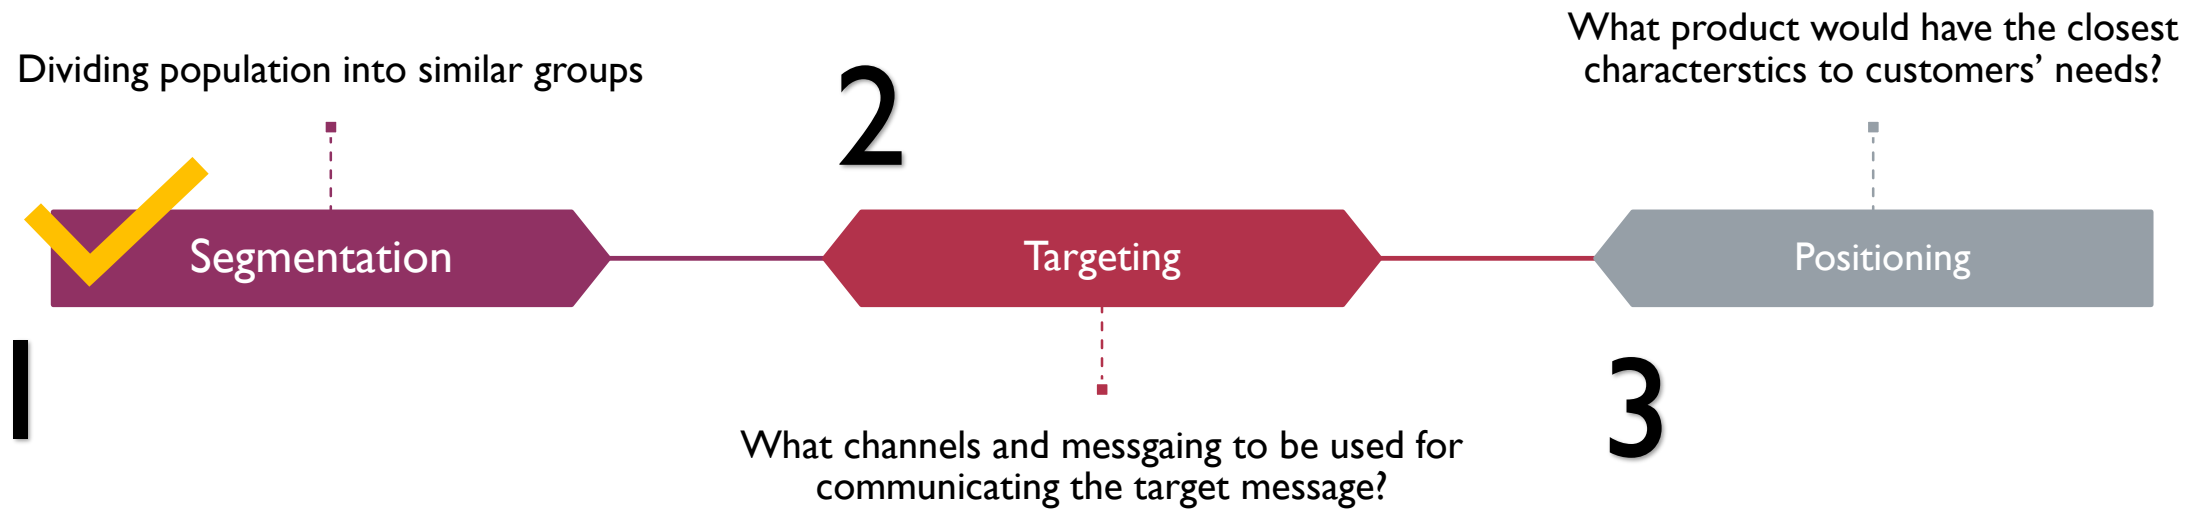 Dividing population into similar groups
Segmentation
1
2
Targeting
What channels and messgaing to be used for
communicating the target message?
What product would have the closest
characterstics to customers’ needs?
Positioning
3